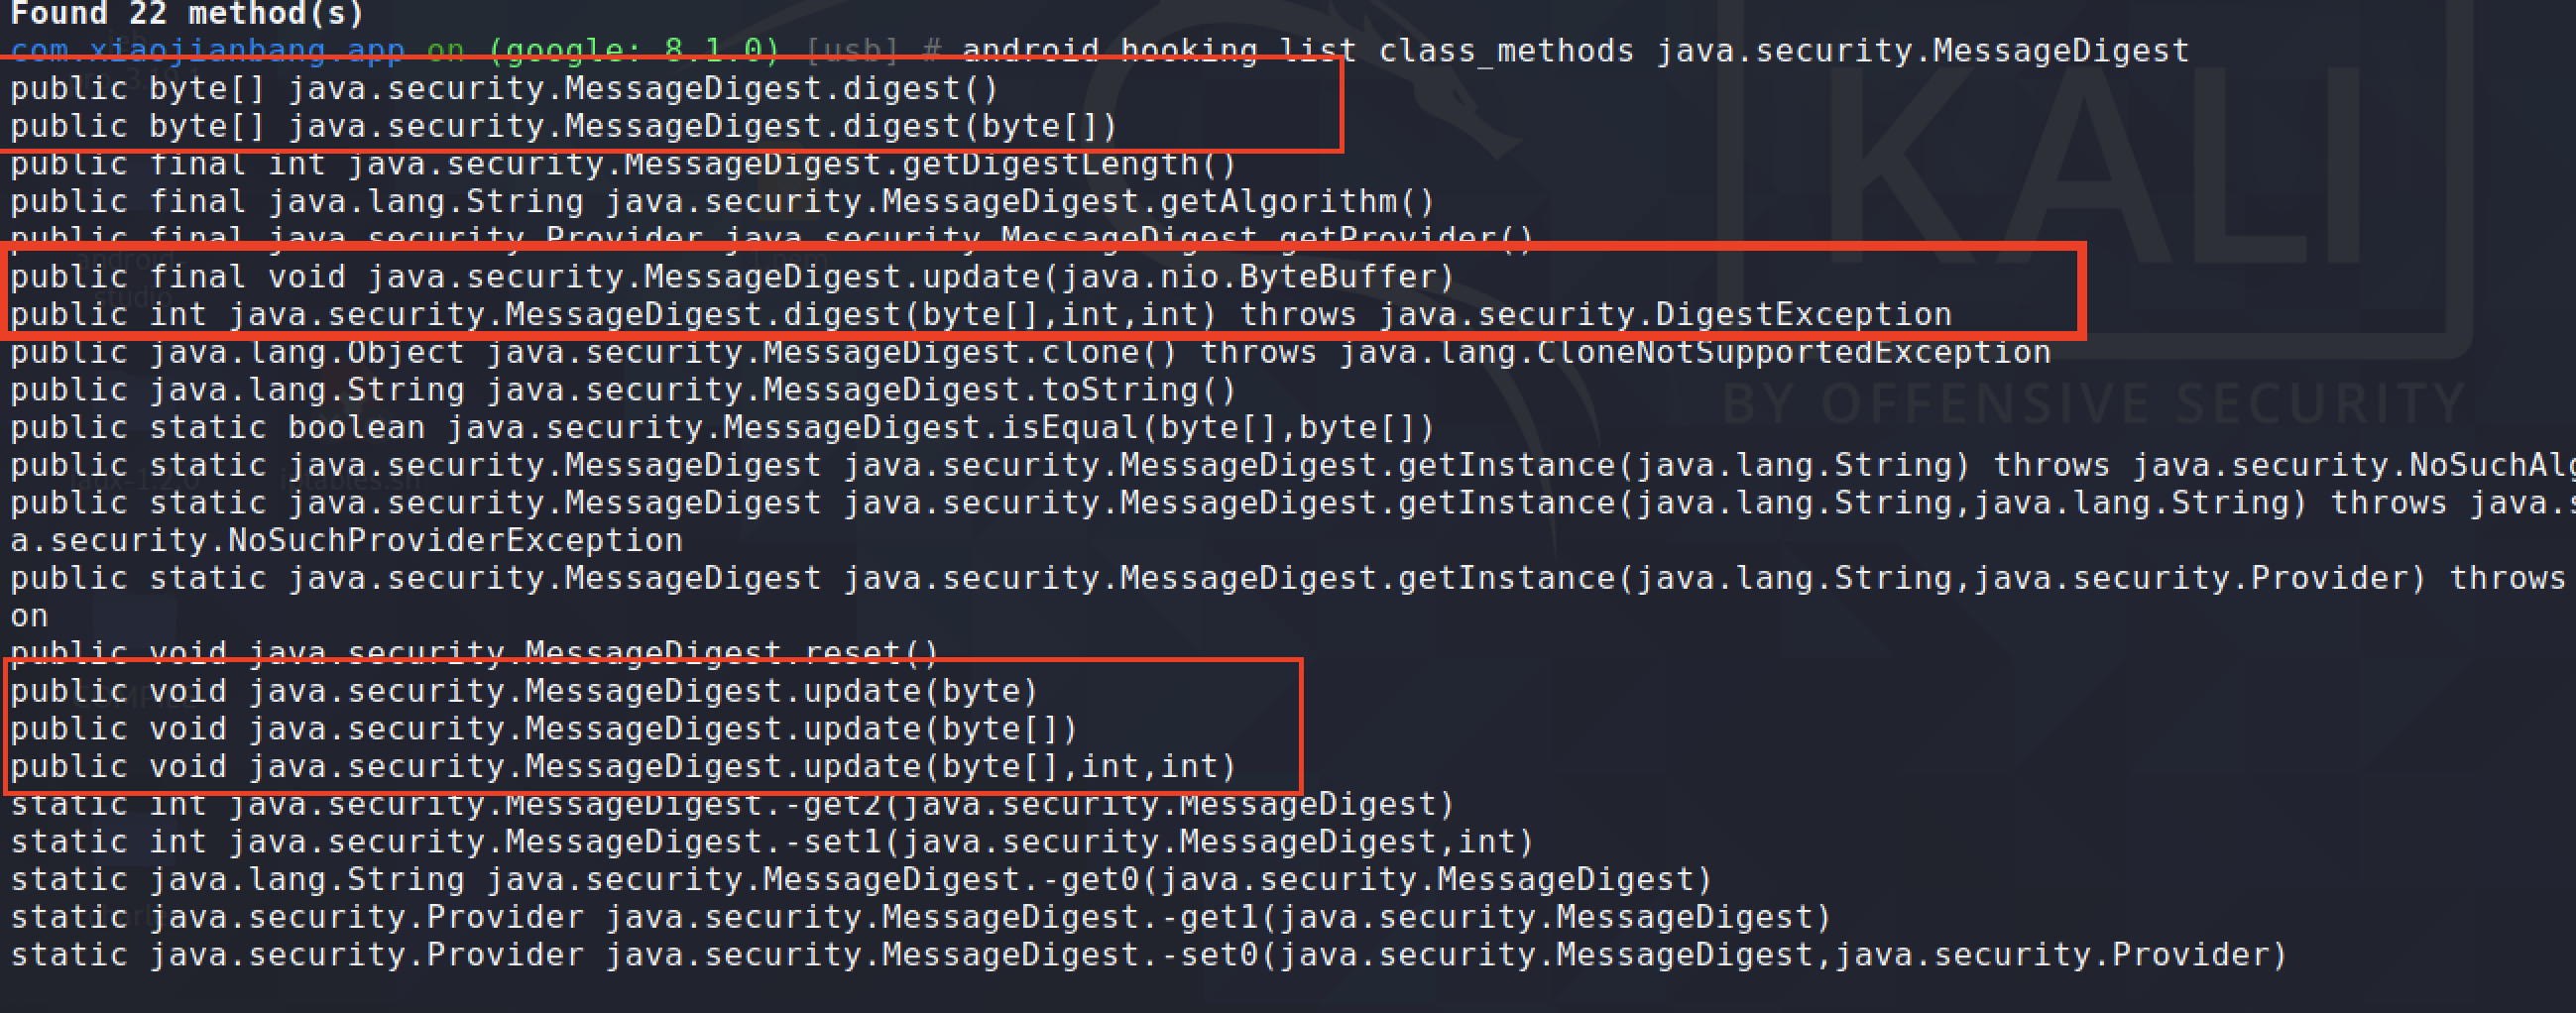 Found 22 method(s)
com.xiaojianbang.app on (google: 8.1.0) [usb] # android hooking list class_methods java.security.MessageDigest
public byte[] java.security.MessageDigest.digest()
public byte[] java.security.MessageDigest.digest(byte[])
public final int java.security.MessageDigest.getDigestLength()
public final java.lang.String java.security.MessageDigest.getAlgorithm()
public final java.security.Provider java.security.MessageDigest.getProvider()
public final void java.security.MessageDigest.update(java.nio.ByteBuffer)
public int java.security.MessageDigest.digest(byte[],int,int) throws java.security.DigestException
public java.lang.Object java.security.MessageDigest.clone() throws java.lang.CloneNotSupportedException
public java.lang.String java.security.MessageDigest.toString()
public static boolean java.security.MessageDigest.isEqual(byte[],byte[])
public static java.security.MessageDigest java.security.MessageDigest.getInstance(java.lang.String) throws java.security.NoSuchAlg
public static java.security.MessageDigest java.security.MessageDigest.getInstance(java.lang.String,java.lang.String) throws java.s
a.security.NoSuchProviderException
public static java.security.MessageDigest java.security.MessageDigest.getInstance(java.lang.String,java.security.Provider) throws
on
public void java.security.MessageDigest.reset()
public void java.security.MessageDigest.update(byte)
public void java.security.MessageDigest.update(byte[])
public void java.security.MessageDigest.update(byte[],int,int)
static int java.security.MessageDigest.-get2(java.security.MessageDigest)
static int java.security.MessageDigest.-set1(java.security.MessageDigest,int)
static java.lang.String java.security.MessageDigest.-get0(java.security.MessageDigest)
static java.security.Provider java.security.MessageDigest.-get1(java.security.MessageDigest)
static java.security.Provider java.security.MessageDigest.-set0(java.security.MessageDigest,java.security.Provider)
KALI
BY OFFENSIVE SECURITY
android-
studio
iptables.sh